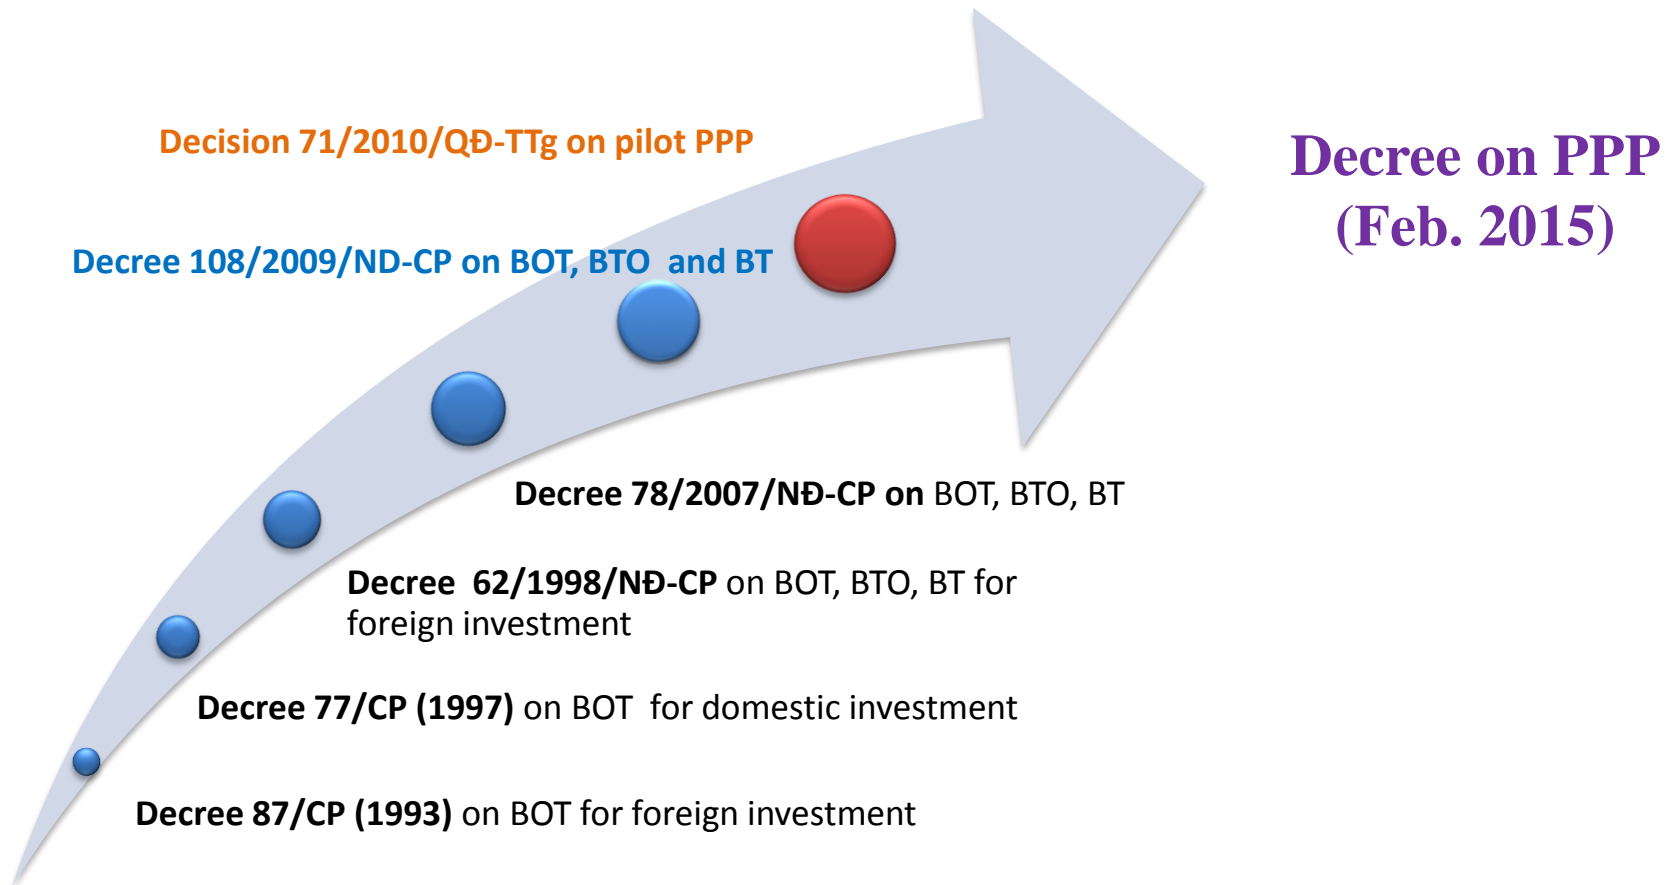 Decision 71/2010/QĐ-TTg on pilot PPP
Decree on PPP
(Feb. 2015)
Decree 108/2009/ND-CP on BOT, BTO and BT
Decree 78/2007/NĐ-CP on BOT, BTO, BT
Decree 62/1998/NĐ-CP on BOT, BTO, BT for
foreign investment
Decree 77/CP (1997) on BOT for domestic investment
Decree 87/CP (1993) on BOT for foreign investment